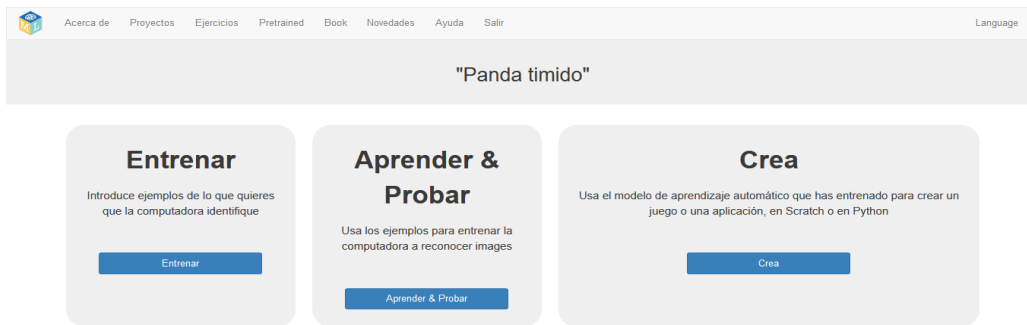 Acerca de Proyectos Ejercicios Pretrained Book Novedades Ayuda Salir Language
"Panda timido"
Entrenar
Introduce ejemplos de lo que quieres
que la computadora identifique
Entrenar
Aprender &
Probar
Usa los ejemplos para entrenar la
computadora a reconocer images
Aprender & Probar
Crea
Usa el modelo de aprendizaje automático que has entrenado para crear un
juego o una aplicación, en Scratch o en Python
Crea